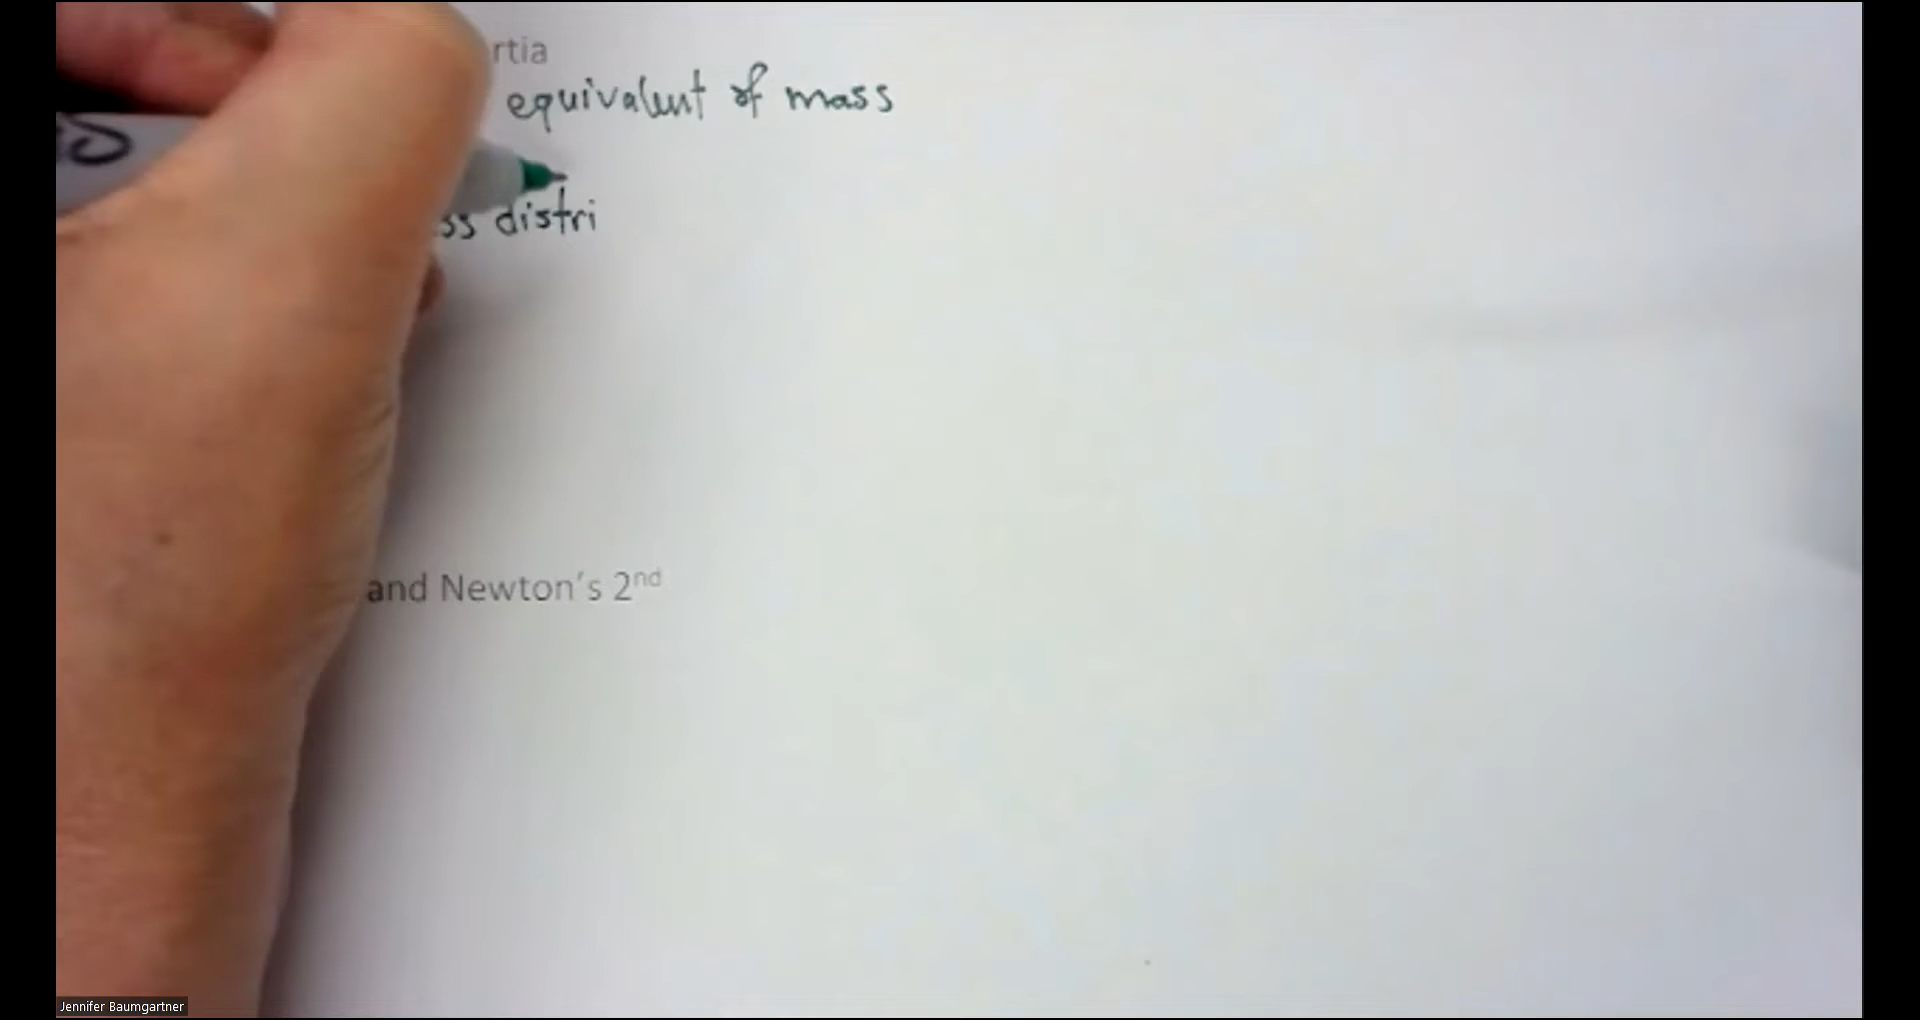 rtia
equivalent of mass
ss distri
and Newton's 2nd
Jennifer Baumgartner